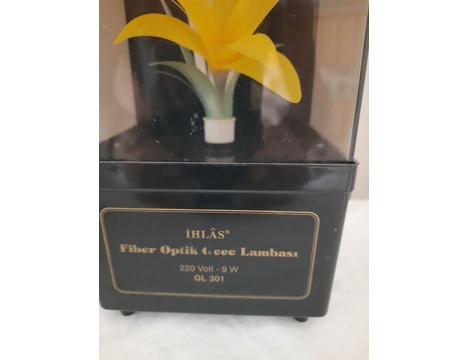 İHLÂS®
Fiber Optik Gece Lambası
220 Volt - 9 W
GL 301